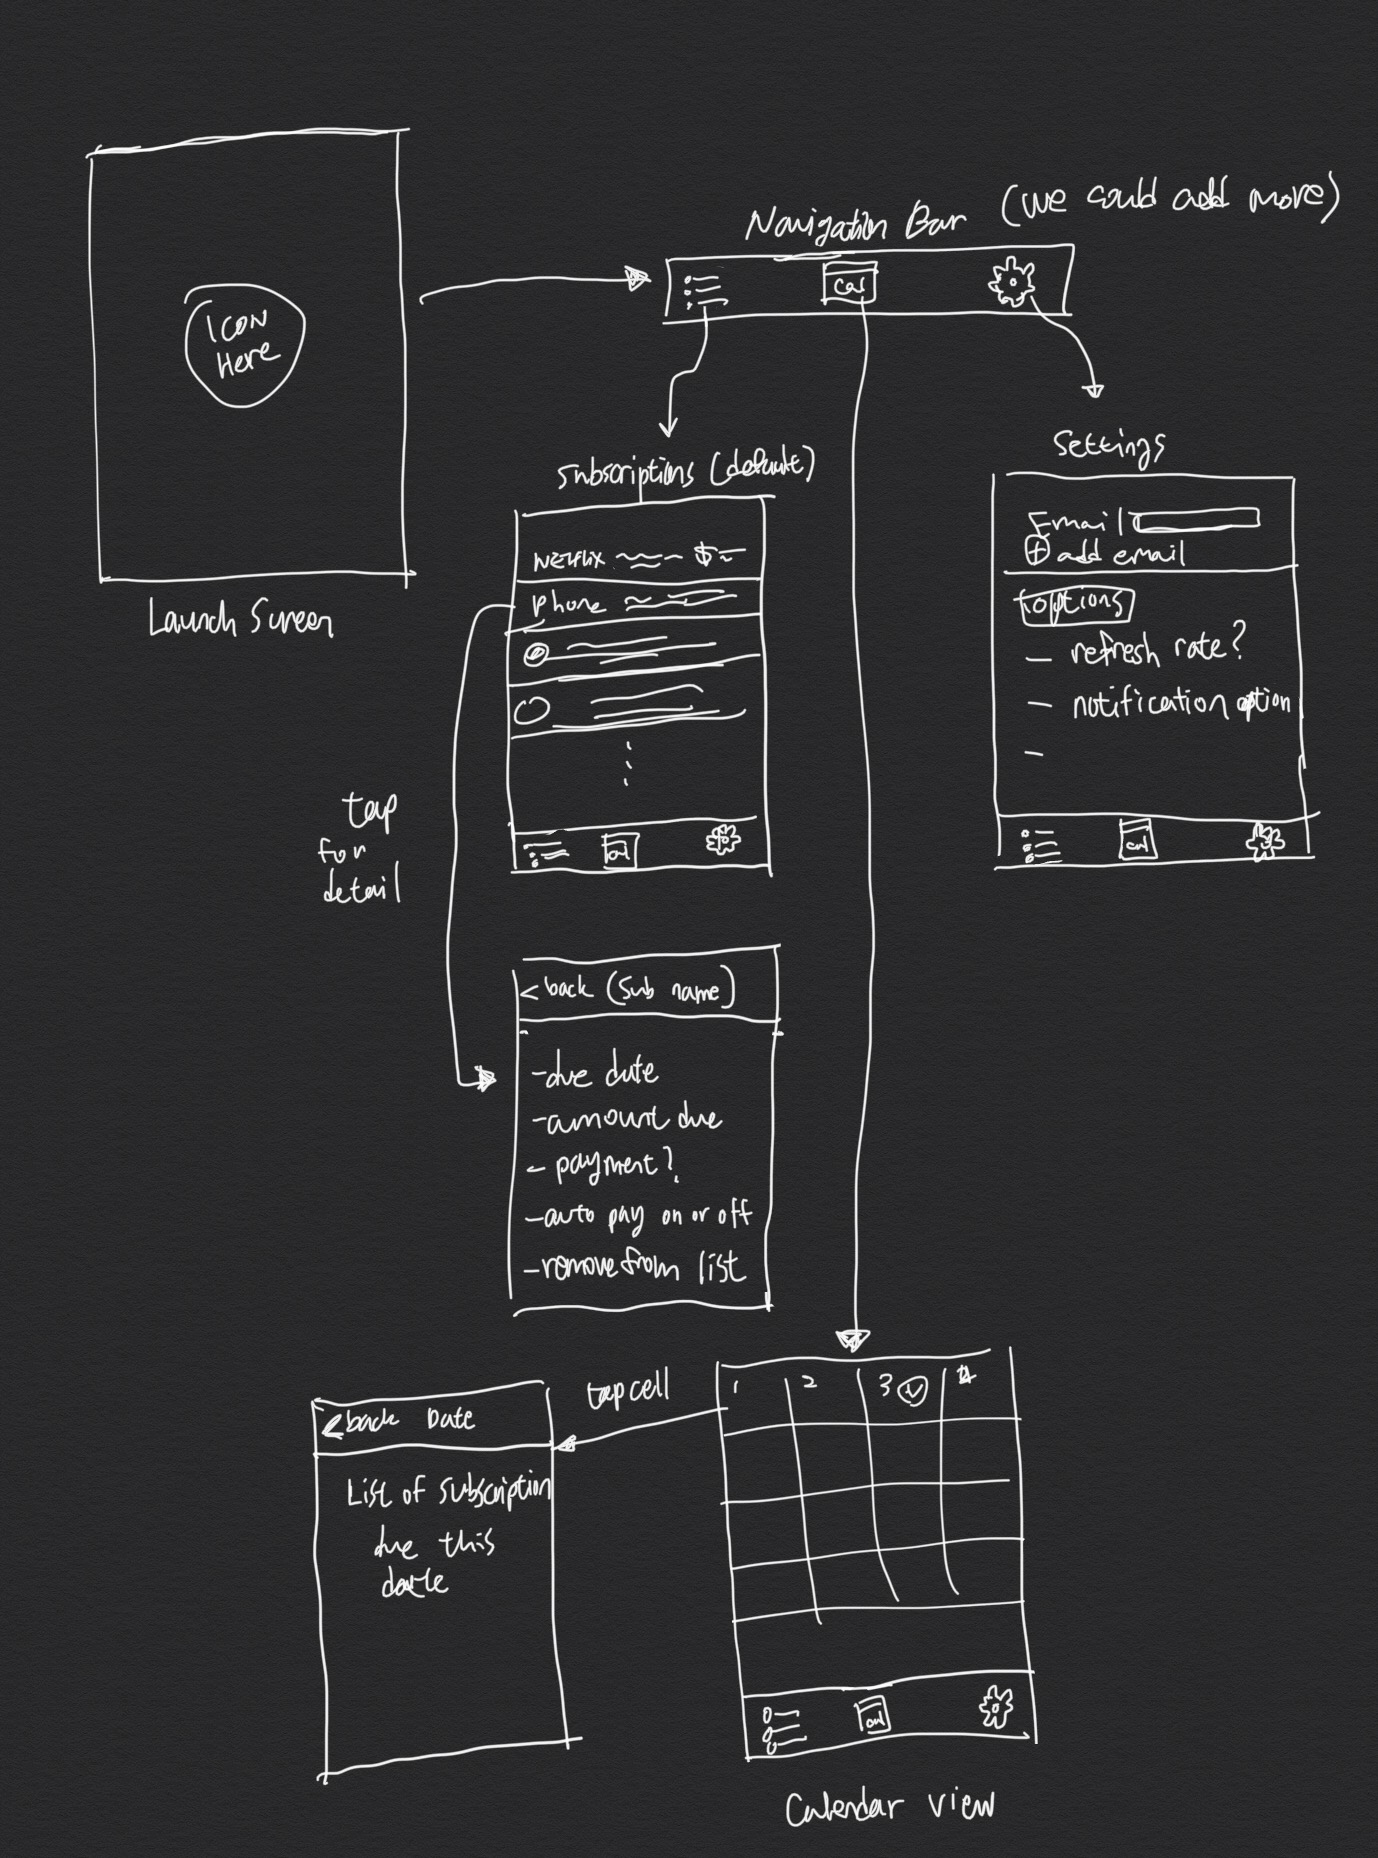 ICON
Here
Launch Screen
Navigation Bar (we could add more)
cal
Subscriptions (default)
NETFLIX $
Phone
cal
tap
for
detail
Settings
Email
+ add email
options
- refresh rate?
- notification option
-
cal
< back (Sub name)
- due date
- amount due
- payment?
- auto pay on or off
- remove from list
tap cell
< back Date
List of subscription
due this
date
1 2 3 4
cal
Calendar view